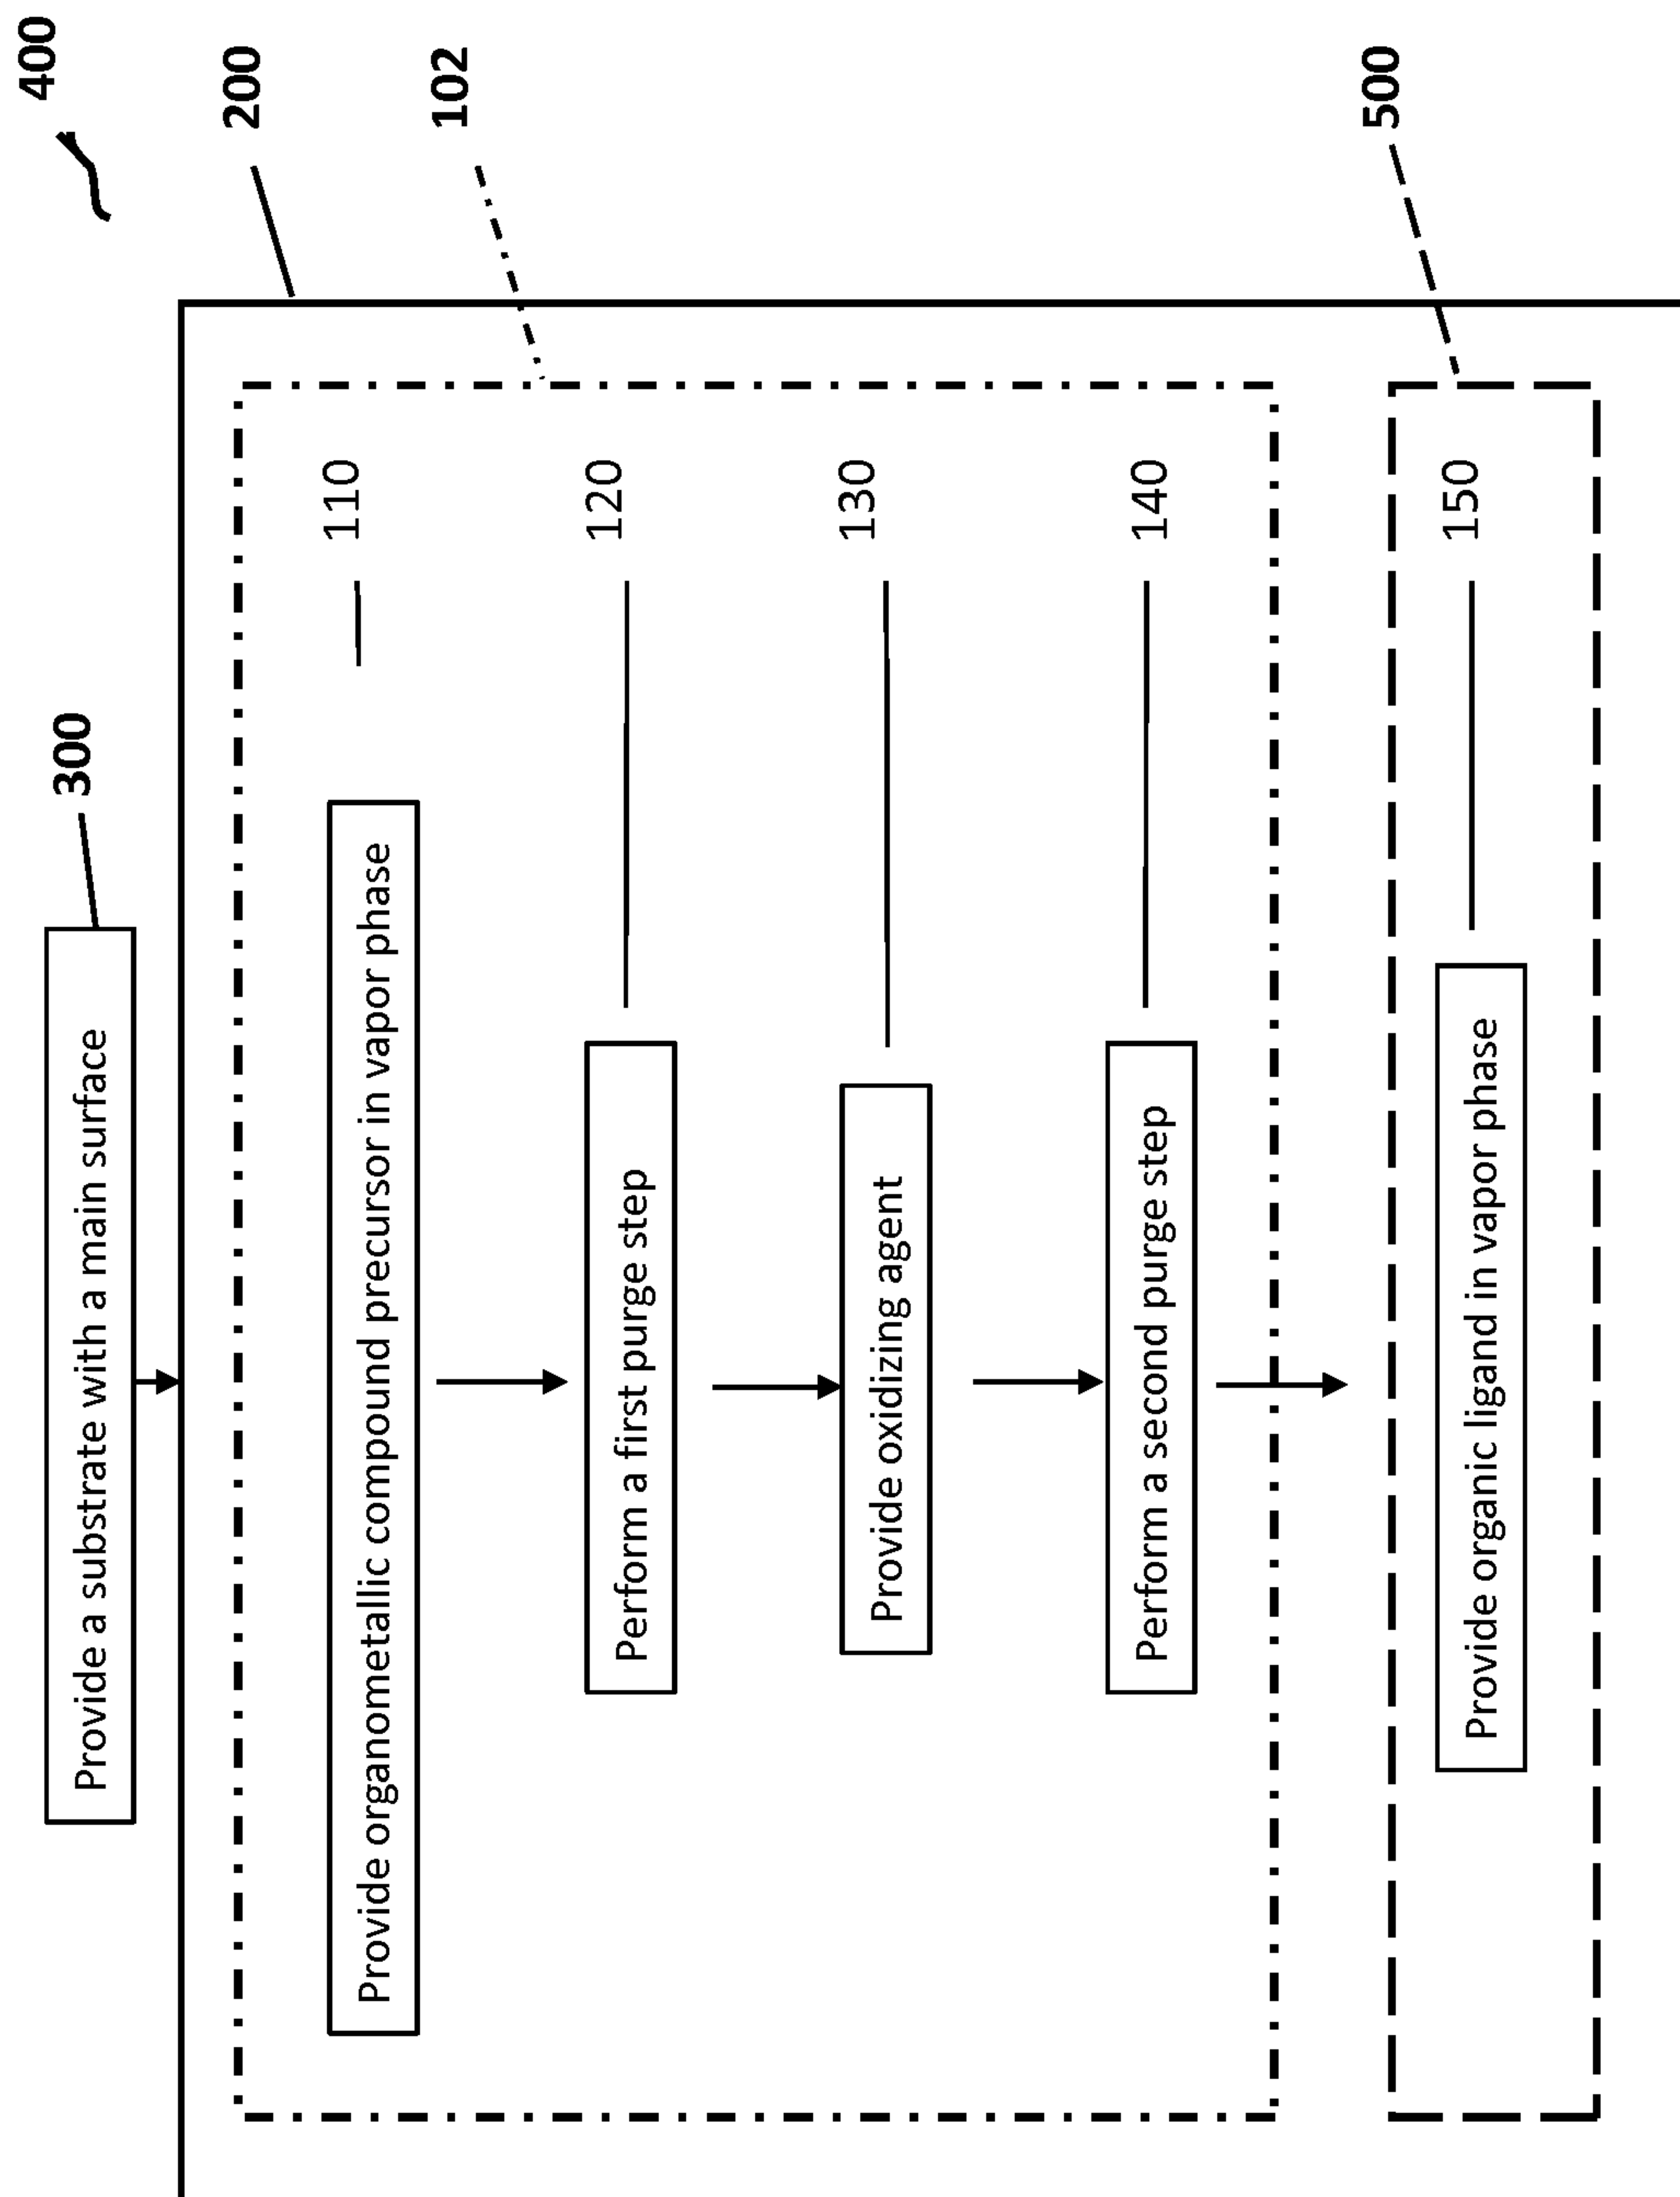 400
300
Provide a substrate with a main surface
200
102
Provide organometallic compound precursor in vapor phase
110
Perform a first purge step
120
Provide oxidizing agent
130
Perform a second purge step
140
500
Provide organic ligand in vapor phase
150